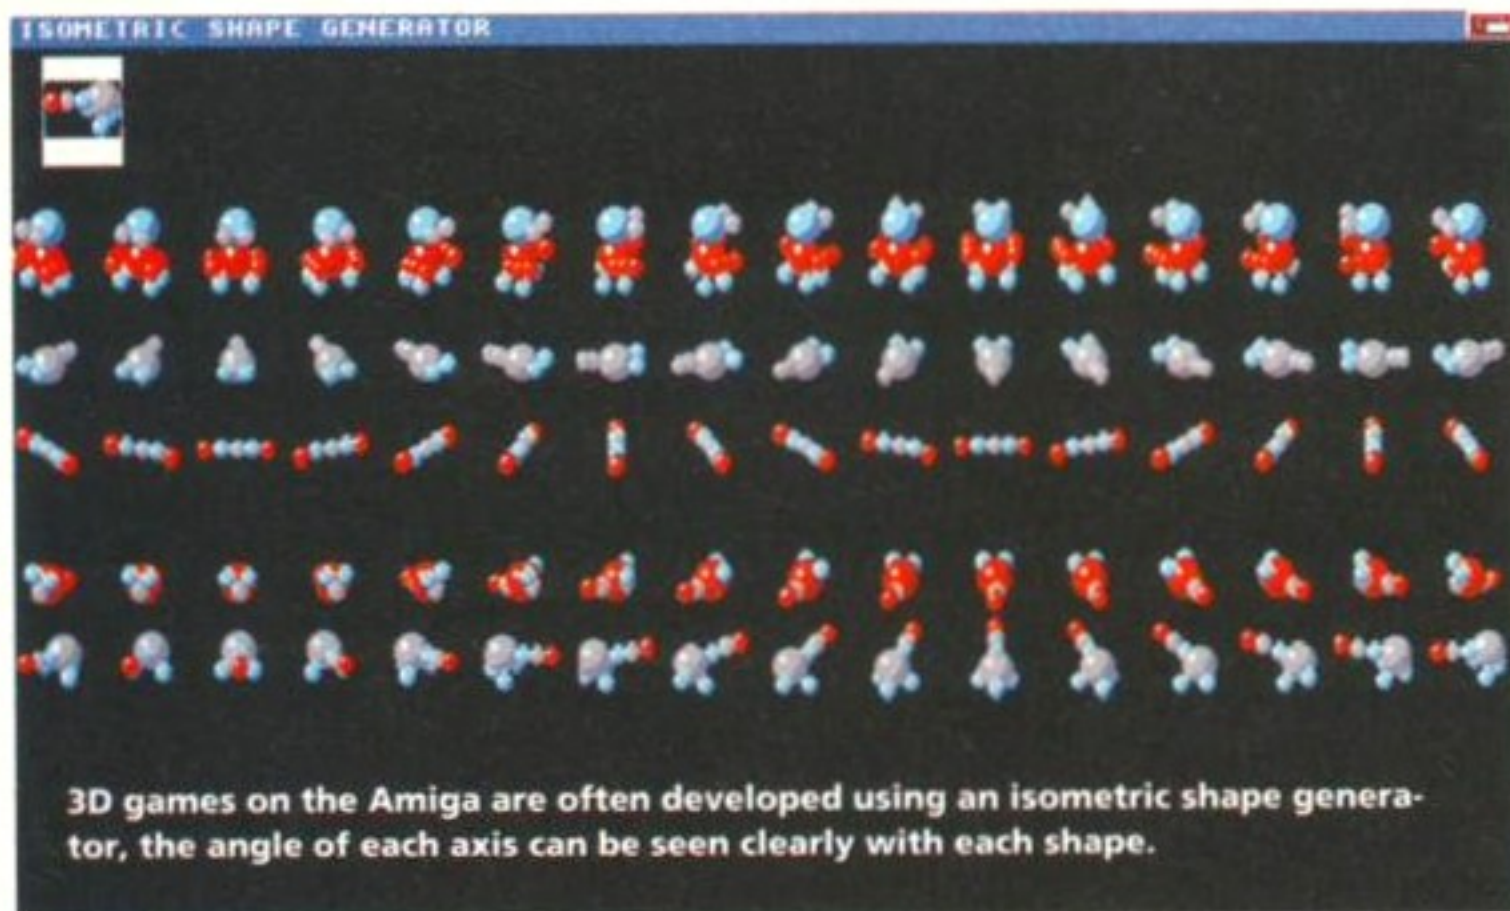 ISOMETRIC SHAPE GENERATOR
3D games on the Amiga are often developed using an isometric shape genera-
tor, the angle of each axis can be seen clearly with each shape.